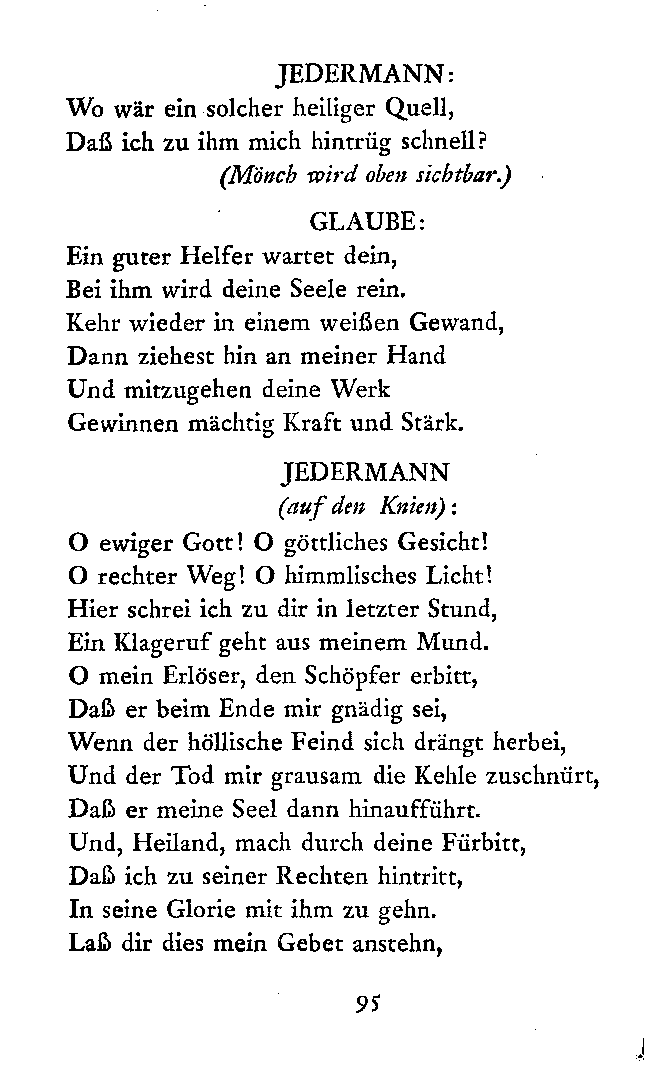 JEDERMANN:
Wo wär ein solcher heiliger Quell,
Daß ich zu ihm mich hintrüg schnell?
(Mönch wird oben sichtbar.)
GLAUBE:
Ein guter Helfer wartet dein,
Bei ihm wird deine Seele rein.
Kehr wieder in einem weißen Gewand,
Dann ziehest hin an meiner Hand
Und mitzugehen deine Werk
Gewinnen mächtig Kraft und Stärk.
JEDERMANN
(auf den Knien):
O ewiger Gott! O göttliches Gesicht!
O rechter Weg! O himmlisches Licht!
Hier schrei ich zu dir in letzter Stund,
Ein Klageruf geht aus meinem Mund.
O mein Erlöser, den Schöpfer erbitt,
Daß er beim Ende mir gnädig sei,
Wenn der höllische Feind sich drängt herbei,
Und der Tod mir grausam die Kehle zuschnürt,
Daß er meine Seel dann hinaufführt.
Und, Heiland, mach durch deine Fürbitt,
Daß ich zu seiner Rechten hintritt,
In seine Glorie mit ihm zu gehn.
Laß dir dies mein Gebet anstehn,
95